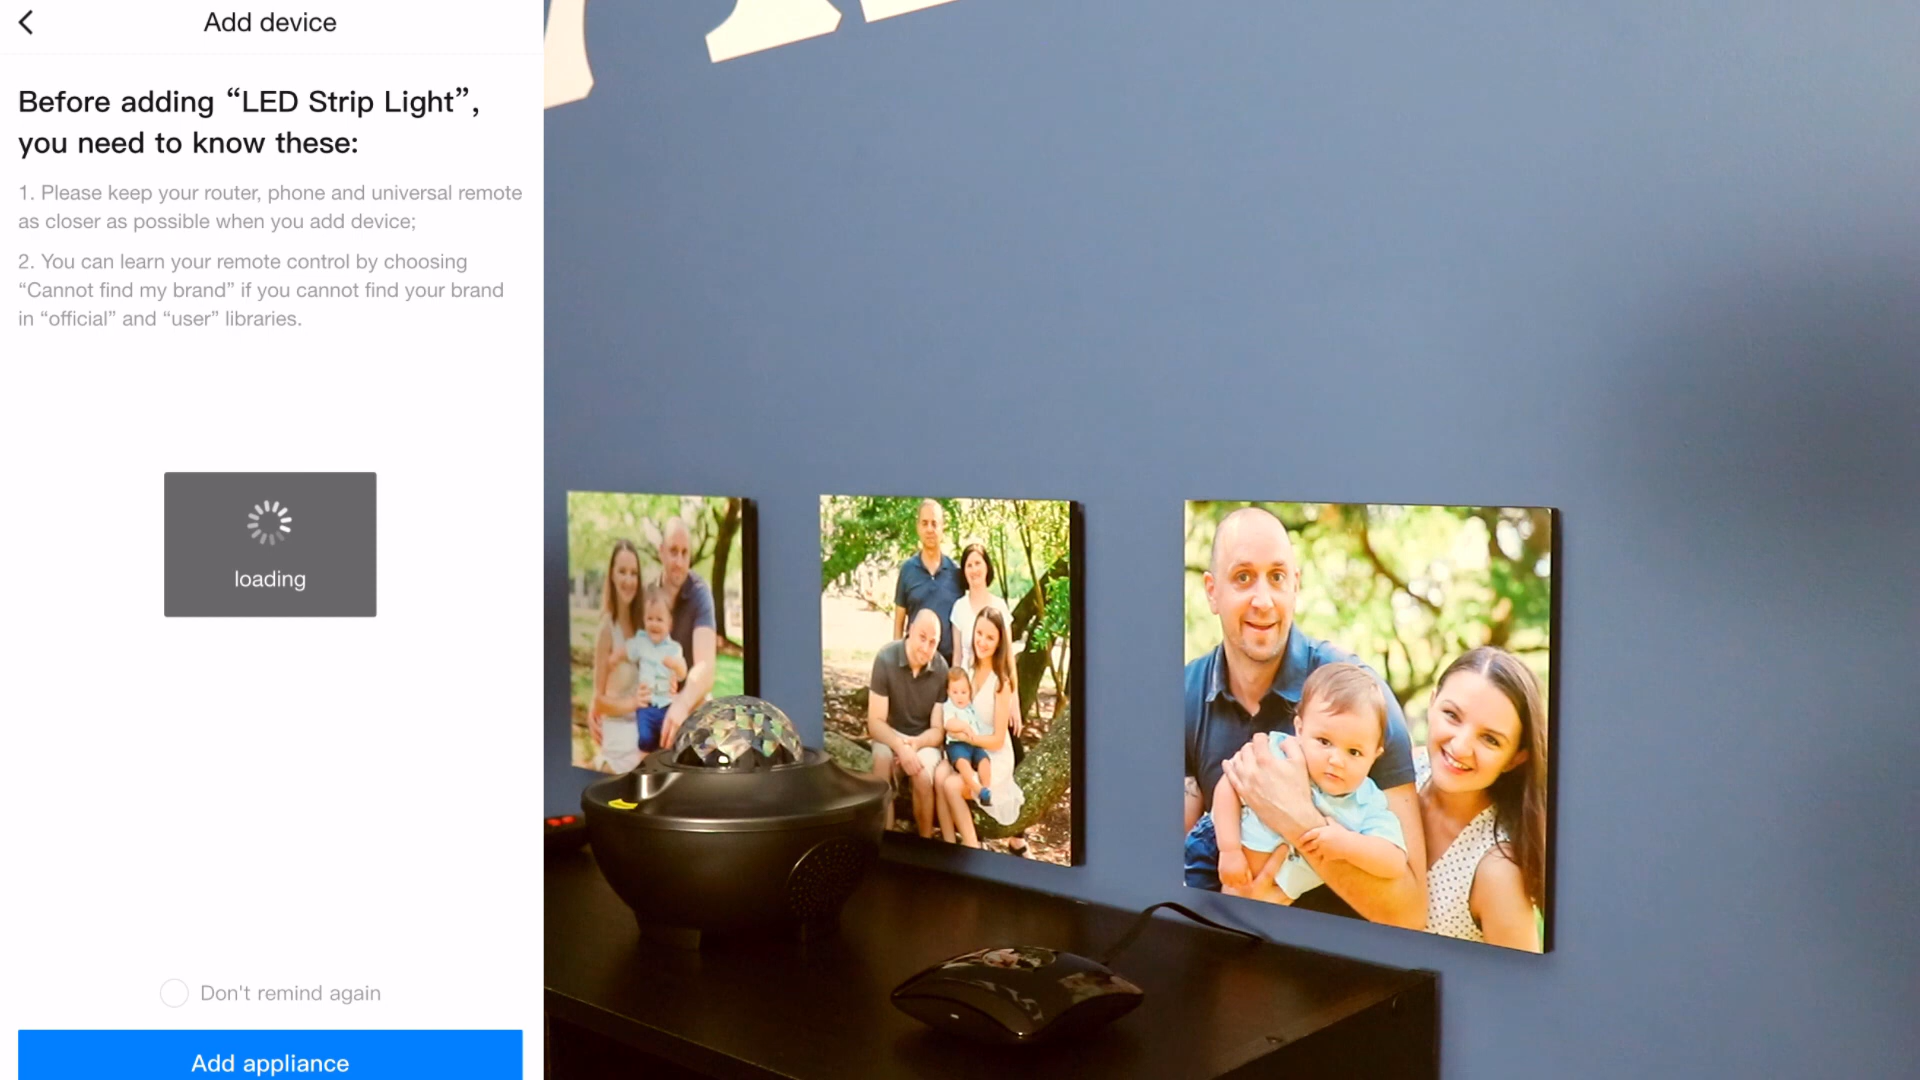 Add device
Before adding “LED Strip Light”,
you need to know these:
1. Please keep your router, phone and universal remote
as closer as possible when you add device;
2. You can learn your remote control by choosing
“Cannot find my brand” if you cannot find your brand
in “official” and “user” libraries.
loading
Don't remind again
Add appliance